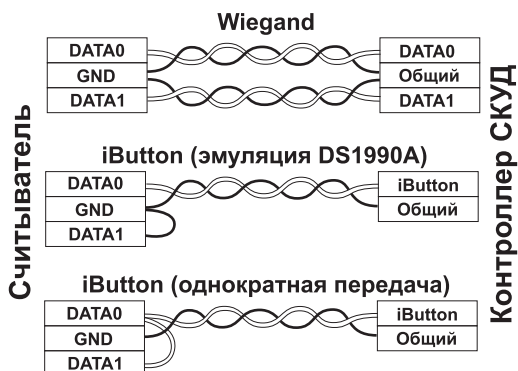 Wiegand
DATA0
GND
DATA1
DATA0
Общий
DATA1
Считыватель
Контроллер СКУД
iButton (эмуляция DS1990A)
DATA0
GND
DATA1
iButton
Общий
iButton (однократная передача)
DATA0
GND
DATA1
iButton
Общий